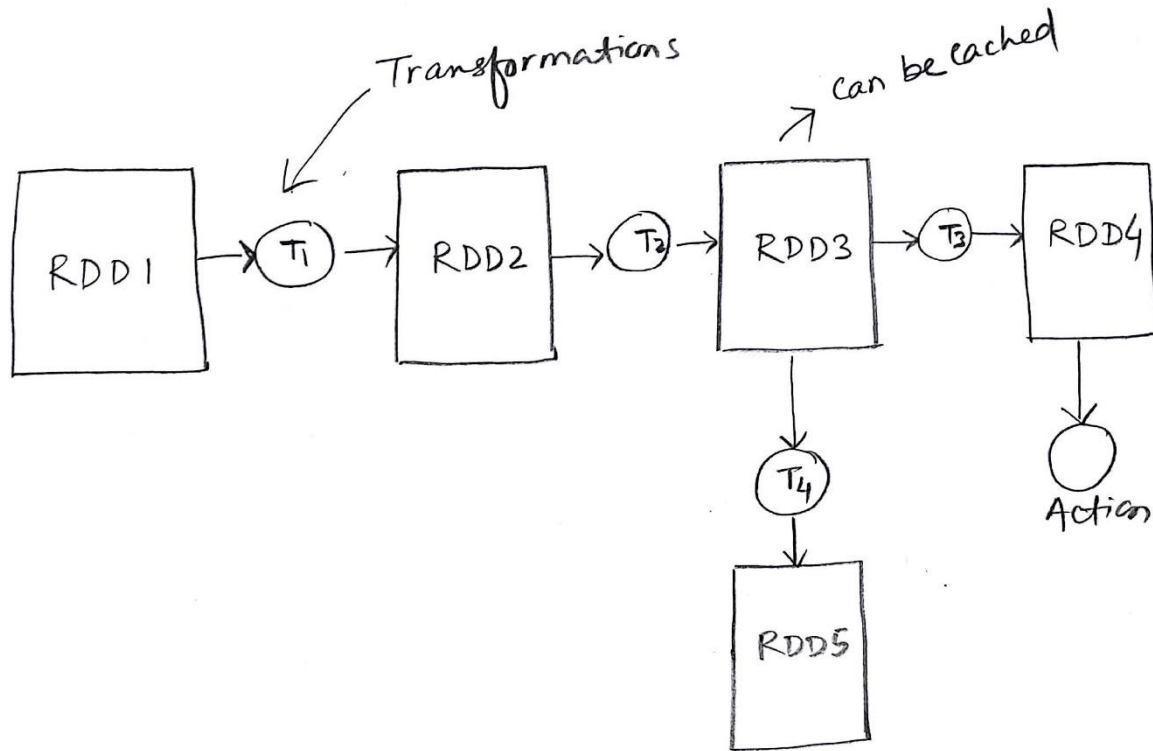 Transformations
can be cached
RDD1
T1
RDD2
T2
RDD3
T3
RDD4
T4
Action
RDD5